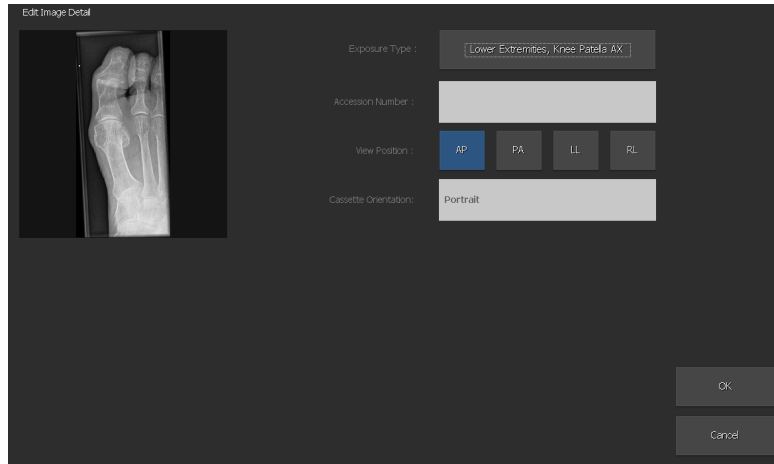 Edit Image Detail
Exposure Type :
Lower Extremities, Knee Patella AX
Accession Number :
View Position :
AP
PA
LL
RL
Cassette Orientation:
Portrait
OK
Cancel